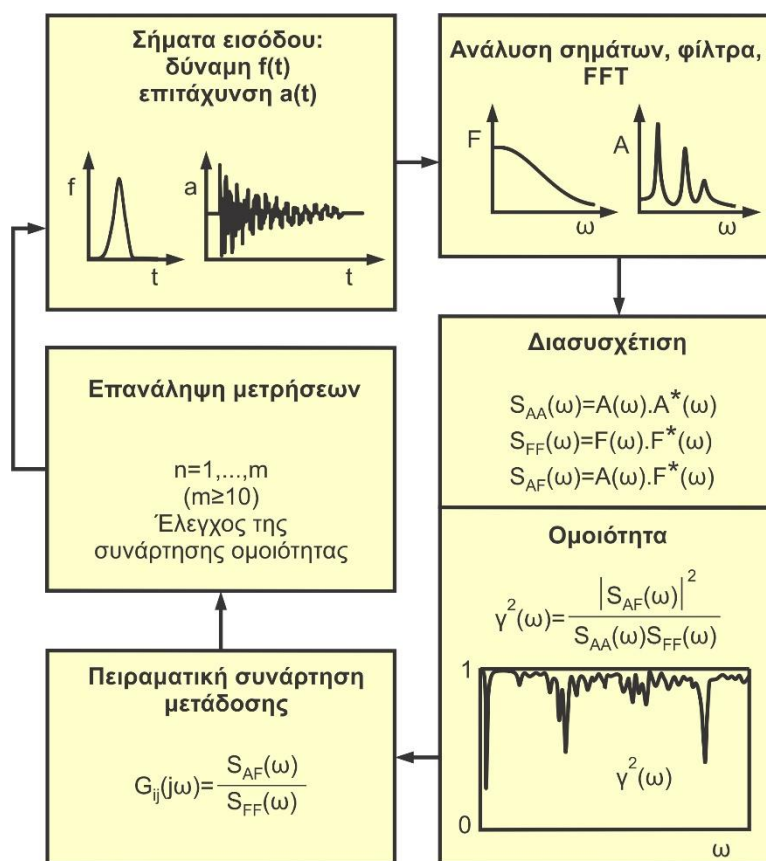 Σήματα εισόδου:
δύναμη f(t)
επιτάχυνση a(t)
f
t
a
t
Ανάλυση σημάτων, φίλτρα,
FFT
F
ω
A
ω
Διασυσχέτιση
S_AA(ω)=A(ω).A*(ω)
S_FF(ω)=F(ω).F*(ω)
S_AF(ω)=A(ω).F*(ω)
Ομοιότητα
γ²(ω)=|S_AF(ω)|²/S_AA(ω)S_FF(ω)
1
γ²(ω)
0
ω
Πειραματική συνάρτηση
μετάδοσης
G_ij(jω)=S_AF(ω)/S_FF(ω)
Επανάληψη μετρήσεων
n=1,...,m
(m≥10)
Έλεγχος της
συνάρτησης ομοιότητας